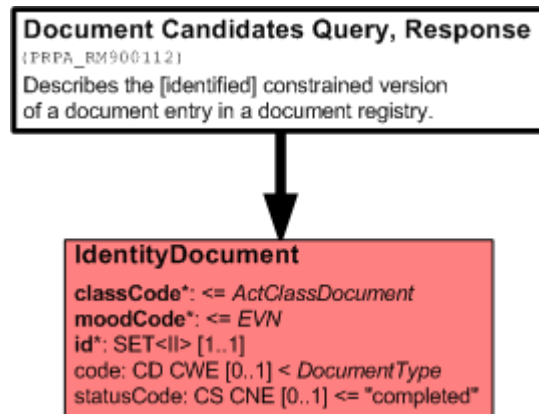 Document Candidates Query, Response
(PRPA_RM900112)
Describes the [identified] constrained version
of a document entry in a document registry.
IdentityDocument
classCode*: <= ActClassDocument
moodCode*: <= EVN
id*: SET<II> [1..1]
code: CD CWE [0..1] < DocumentType
statusCode: CS CNE [0..1] <= "completed"